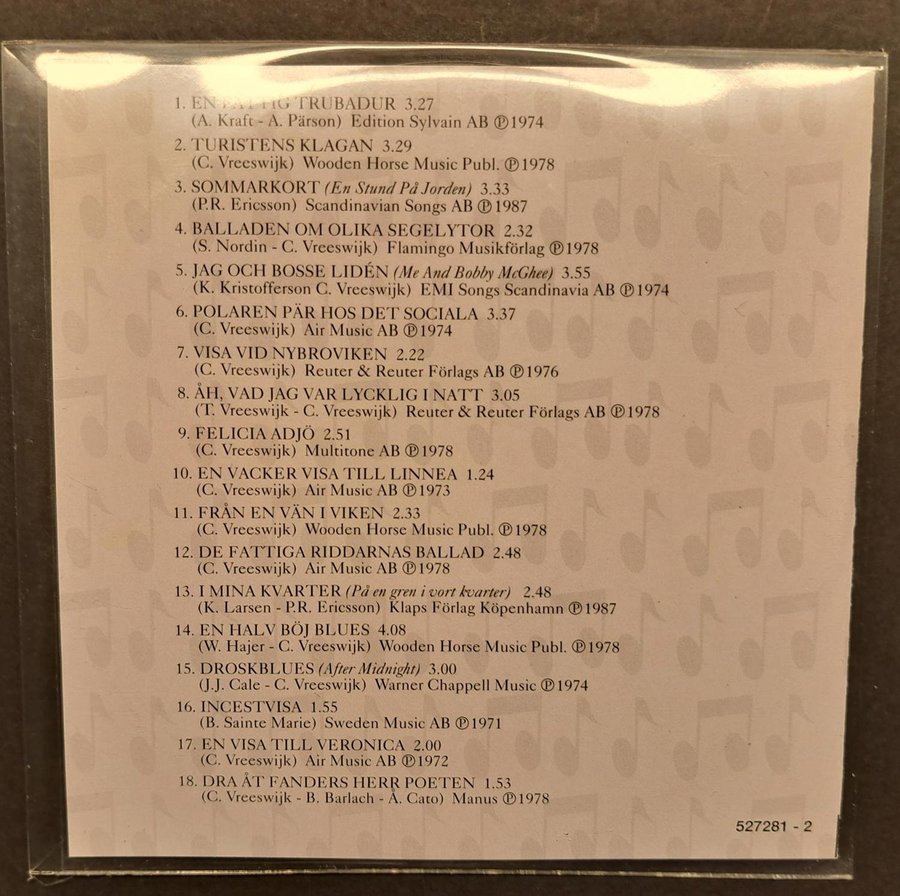 1. EN FATTIG TRUBADUR 3.27
(A. Kraft - A. Pärson) Edition Sylvain AB ℗1974
2. TURISTENS KLAGAN 3.29
(C. Vreeswijk) Wooden Horse Music Publ. ℗1978
3. SOMMARKORT (En Stund På Jorden) 3.33
(P.R. Ericsson) Scandinavian Songs AB ℗1987
4. BALLADEN OM OLIKA SEGELYTOR 2.32
(S. Nordin - C. Vreeswijk) Flamingo Musikförlag ℗1978
5. JAG OCH BOSSE LIDÉN (Me And Bobby McGhee) 3.55
(K. Kristofferson C. Vreeswijk) EMI Songs Scandinavia AB ℗1974
6. POLAREN PÄR HOS DET SOCIALA 3.37
(C. Vreeswijk) Air Music AB ℗1974
7. VISA VID NYBROVIKEN 2.22
(C. Vreeswijk) Reuter & Reuter Förlags AB ℗1976
8. ÅH, VAD JAG VAR LYCKLIG I NATT 3.05
(T. Vreeswijk - C. Vreeswijk) Reuter & Reuter Förlags AB ℗1978
9. FELICIA ADJÖ 2.51
(C. Vreeswijk) Multitone AB ℗1978
10. EN VACKER VISA TILL LINNEA 1.24
(C. Vreeswijk) Air Music AB ℗1973
11. FRÅN EN VÄN I VIKEN 2.33
(C. Vreeswijk) Wooden Horse Music Publ. ℗1978
12. DE FATTIGA RIDDARNAS BALLAD 2.48
(C. Vreeswijk) Air Music AB ℗1978
13. I MINA KVARTER (På en gren i vort kvarter) 2.48
(K. Larsen - P.R. Ericsson) Klaps Förlag Köpenhamn ℗1987
14. EN HALV BÖJ BLUES 4.08
(W. Hajer - C. Vreeswijk) Wooden Horse Music Publ. ℗1978
15. DROSKBLUES (After Midnight) 3.00
(J.J. Cale - C. Vreeswijk) Warner Chappell Music ℗1974
16. INCESTVISA 1.55
(B. Sainte Marie) Sweden Music AB ℗1971
17. EN VISA TILL VERONICA 2.00
(C. Vreeswijk) Air Music AB ℗1972
18. DRA ÅT FANDERS HERR POETEN 1.53
(C. Vreeswijk - B. Barlach - Å. Cato) Manus ℗1978
527281 - 2